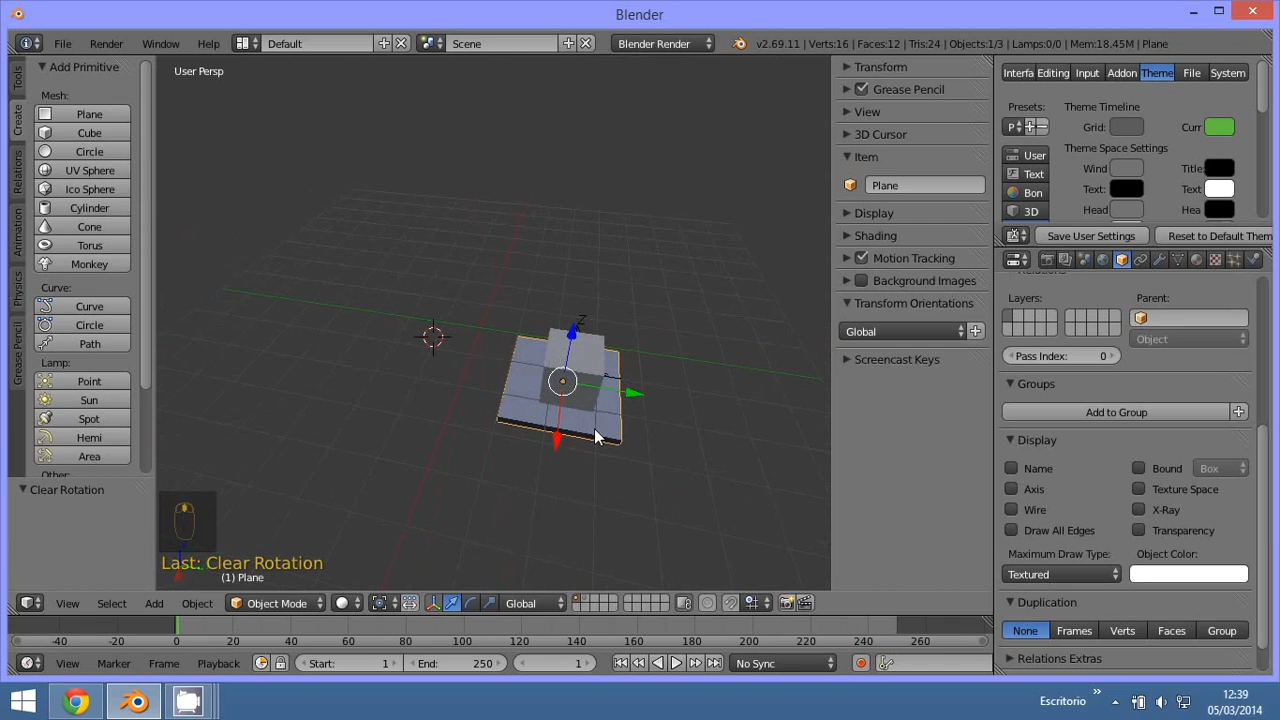 Blender
File Render Window Help Default Scene Blender Render v2.69.11 | Verts:16 | Faces:12 | Tris:24 | Objects:1/3 | Lamps:0/0 | Mem:18.45M | Plane
Tools
Create
Relations
Animation
Physics
Grease Pencil
Add Primitive
Mesh:
Plane
Cube
Circle
UV Sphere
Ico Sphere
Cylinder
Cone
Torus
Monkey
Curve:
Curve
Circle
Path
Lamp:
Point
Sun
Spot
Hemi
Area
Other:
Clear Rotation
User Persp
Z
Last: Clear Rotation
(1) Plane
Transform
Grease Pencil
View
3D Cursor
Item
Plane
Display
Shading
Motion Tracking
Background Images
Transform Orientations
Global
Screencast Keys
Interfa Editing Input Addon Theme File System
Presets:
P
User
Text
Bon
3D
Theme Timeline
Grid: Curr
Theme Space Settings
Wind Title:
Text: Text
Head Hea
Save User Settings Reset to Default Them
Relations
Layers: Parent:
Object
Pass Index: 0
Groups
Add to Group
Display
Name Bound Box
Axis Texture Space
Wire X-Ray
Draw All Edges Transparency
Maximum Draw Type: Object Color:
Textured
Duplication
None Frames Verts Faces Group
Relations Extras
View Select Add Object Object Mode Global
-40 -20 0 20 40 60 80 100 120 140 160 180 200 220 240 260
View Marker Frame Playback Start: 1 End: 250 1 No Sync
Escritorio
12:39
05/03/2014